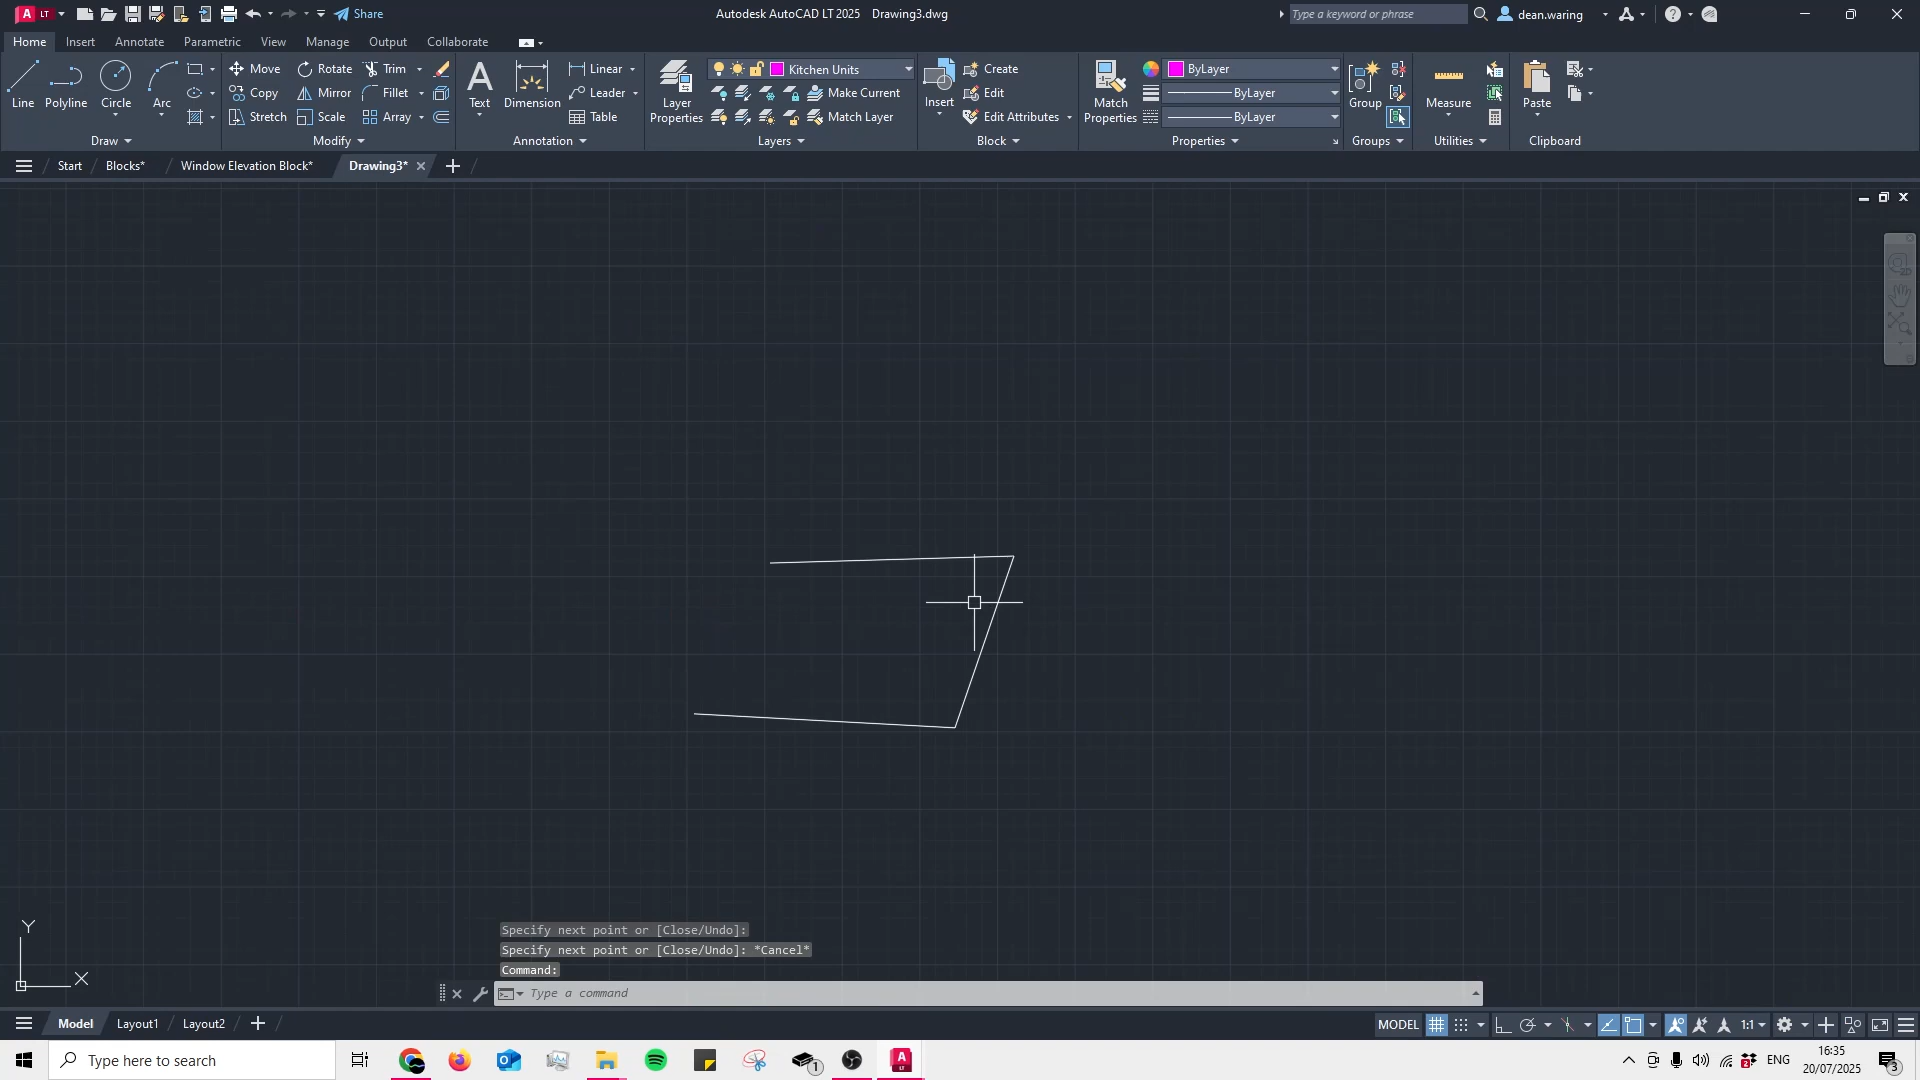 A LT Share Autodesk AutoCAD LT 2025 Drawing3.dwg Type a keyword or phrase dean.waring
Home Insert Annotate Parametric View Manage Output Collaborate
Line Polyline Circle Arc
Move Rotate Trim
Copy Mirror Fillet
Stretch Scale Array
Text Dimension
Linear
Leader
Table
Layer Properties
Kitchen Units
Make Current
Match Layer
Insert
Create
Edit
Edit Attributes
Match Properties
ByLayer
ByLayer
ByLayer
Group
Measure
Paste
Draw Modify Annotation Layers Block Properties Groups Utilities Clipboard
Start Blocks* Window Elevation Block* Drawing3*
Y
X
Specify next point or [Close/Undo]:
Specify next point or [Close/Undo]: *Cancel*
Command:
Type a command
Model Layout1 Layout2 MODEL 1:1
Type here to search
1
A LT
2
ENG
16:35
20/07/2025
3